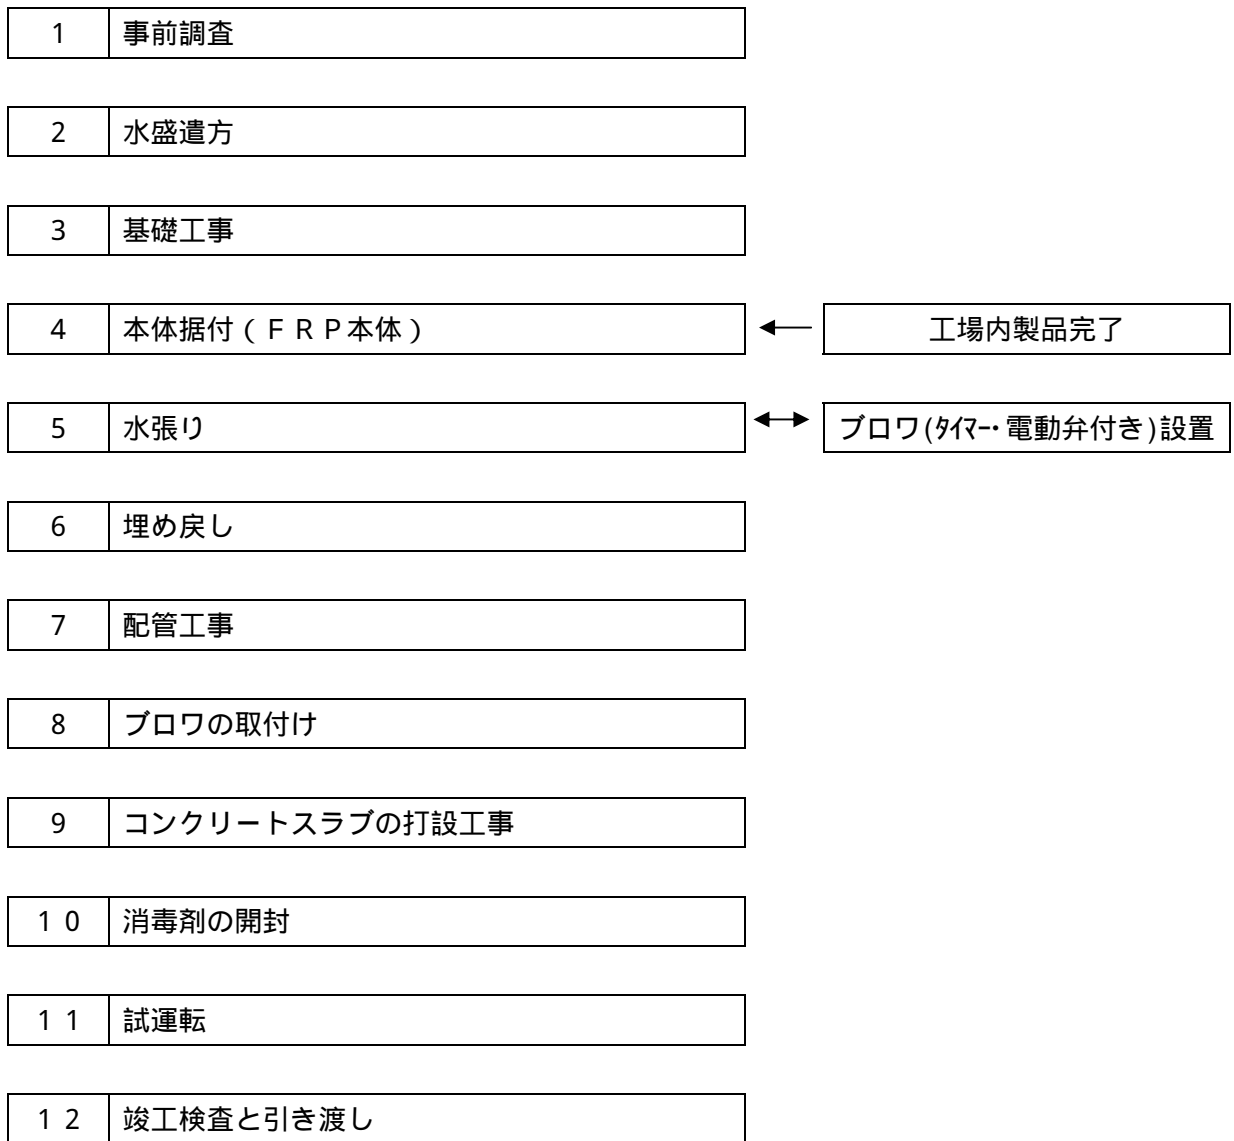 1 事前調査
2 水盛遣方
3 基礎工事
4 本体据付(FRP本体) 工場内製品完了
5 水張り ブロワ(ﾀｲﾏｰ・電動弁付き)設置
6 埋め戻し
7 配管工事
8 ブロワの取付け
9 コンクリートスラブの打設工事
10 消毒剤の開封
11 試運転
12 竣工検査と引き渡し